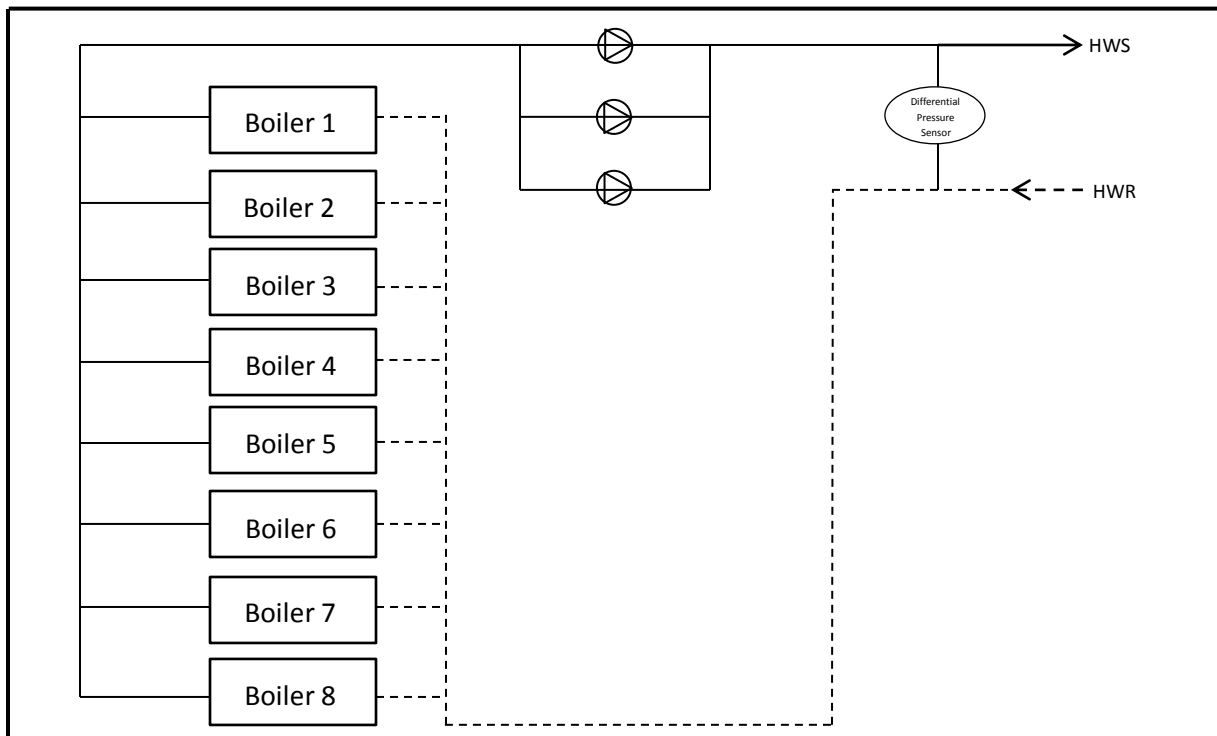 HWS
Boiler 1
Differential
Pressure
Sensor
Boiler 2
HWR
Boiler 3
Boiler 4
Boiler 5
Boiler 6
Boiler 7
Boiler 8